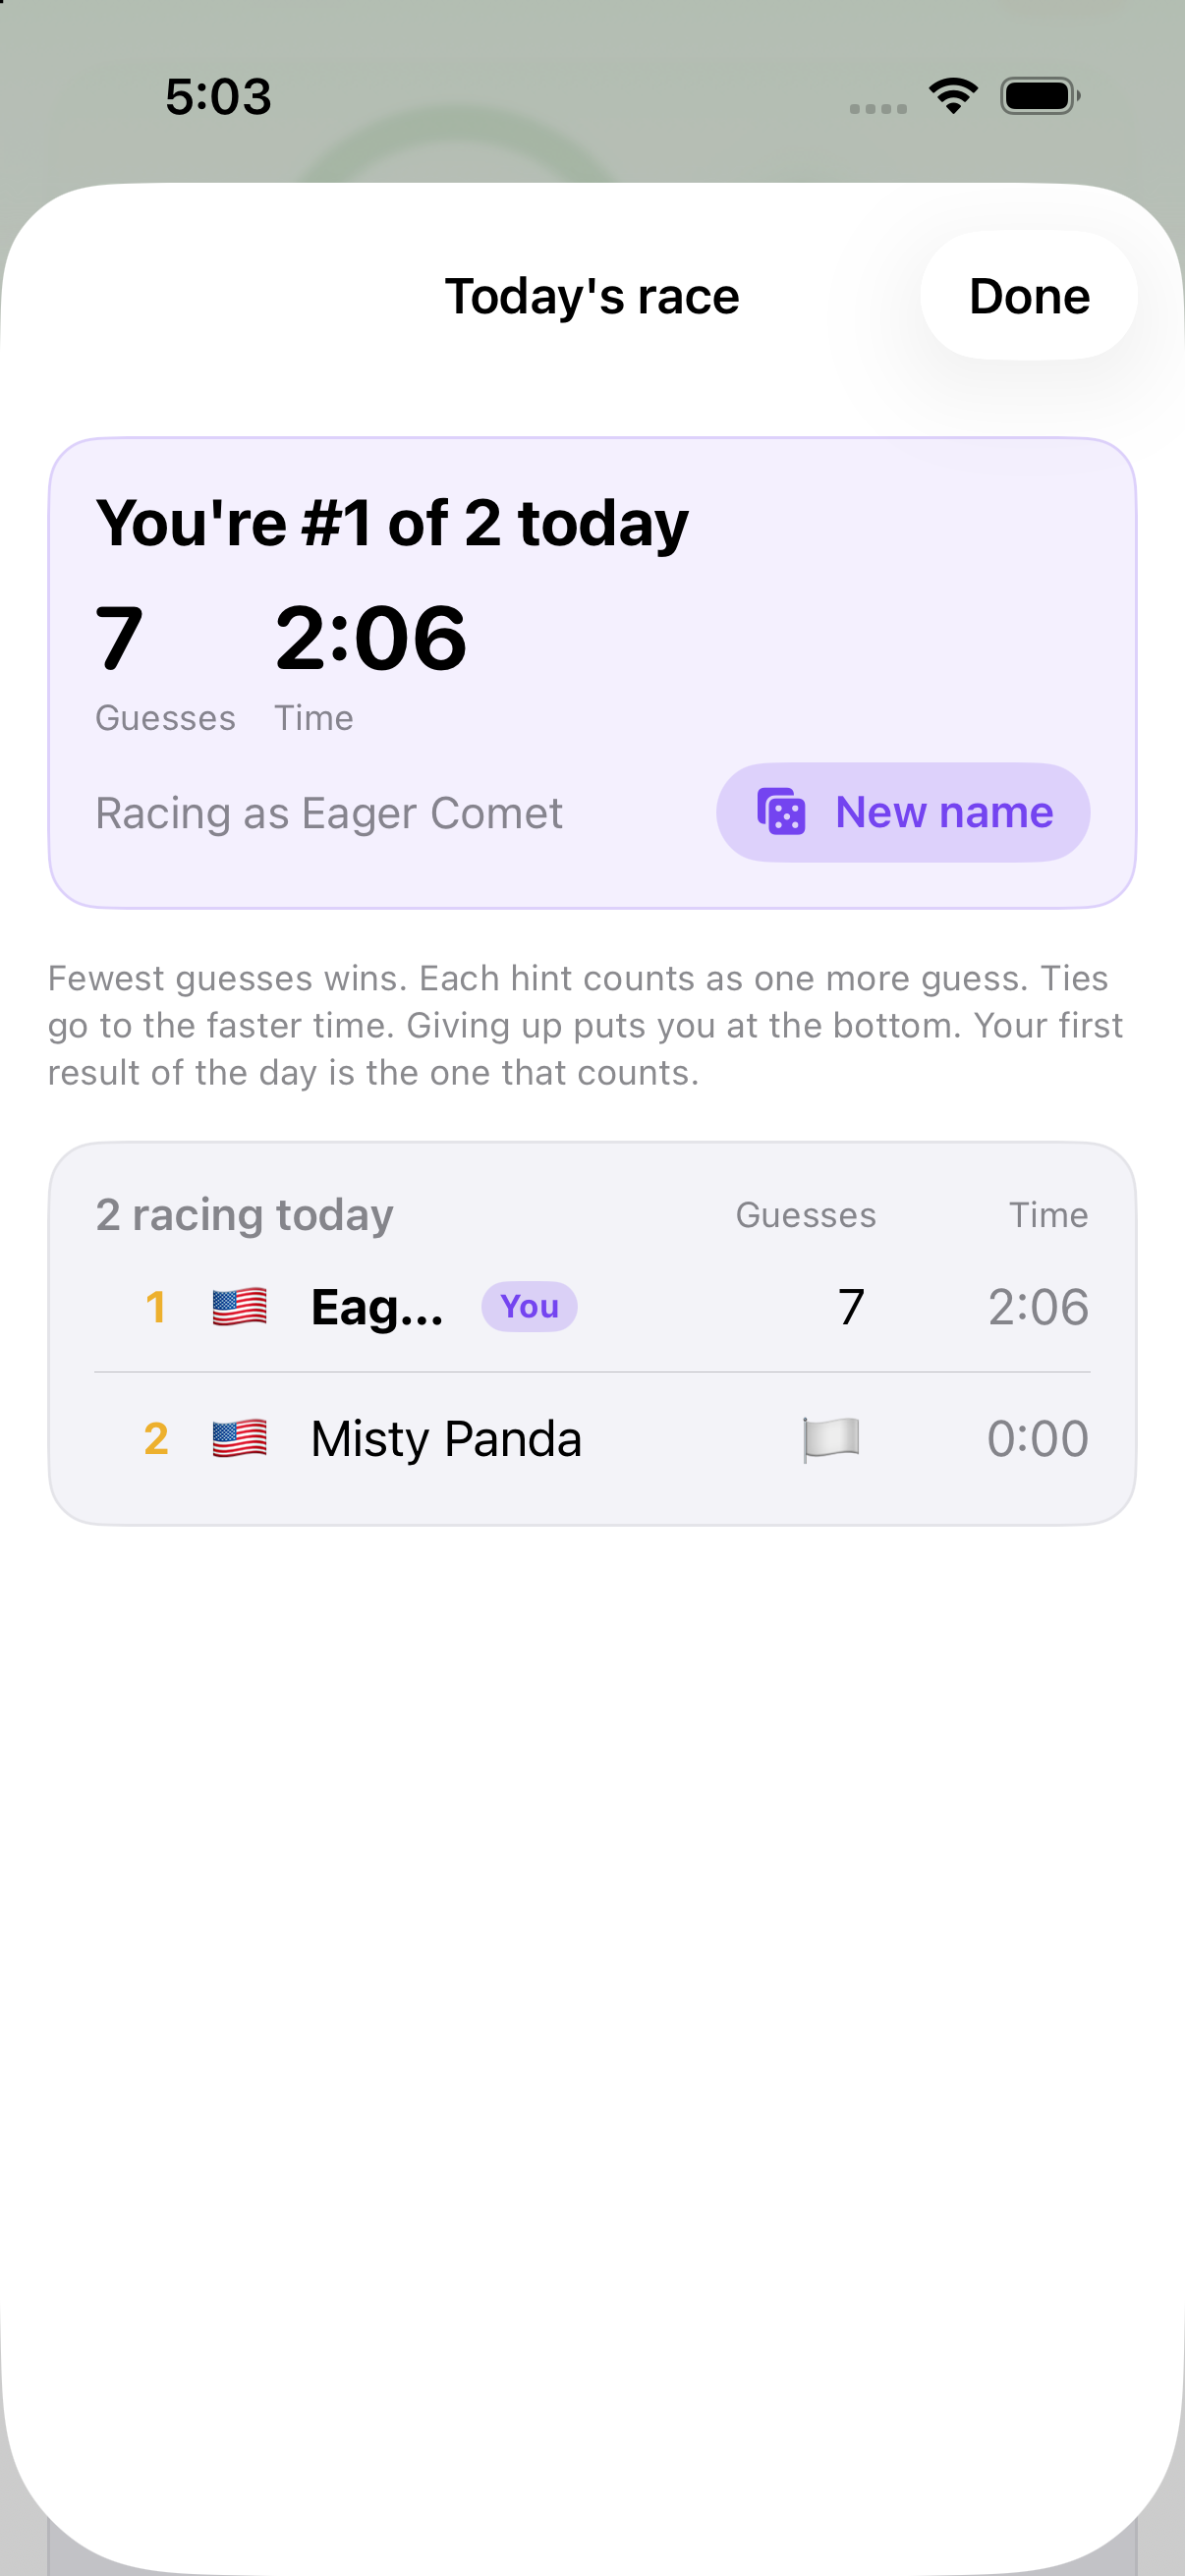 5:03
Today's race
Done
You're #1 of 2 today
7 2:06
Guesses Time
Racing as Eager Comet
New name
Fewest guesses wins. Each hint counts as one more guess. Ties
go to the faster time. Giving up puts you at the bottom. Your first
result of the day is the one that counts.
2 racing today Guesses Time
1 Eag... You 7 2:06
2 Misty Panda 0:00